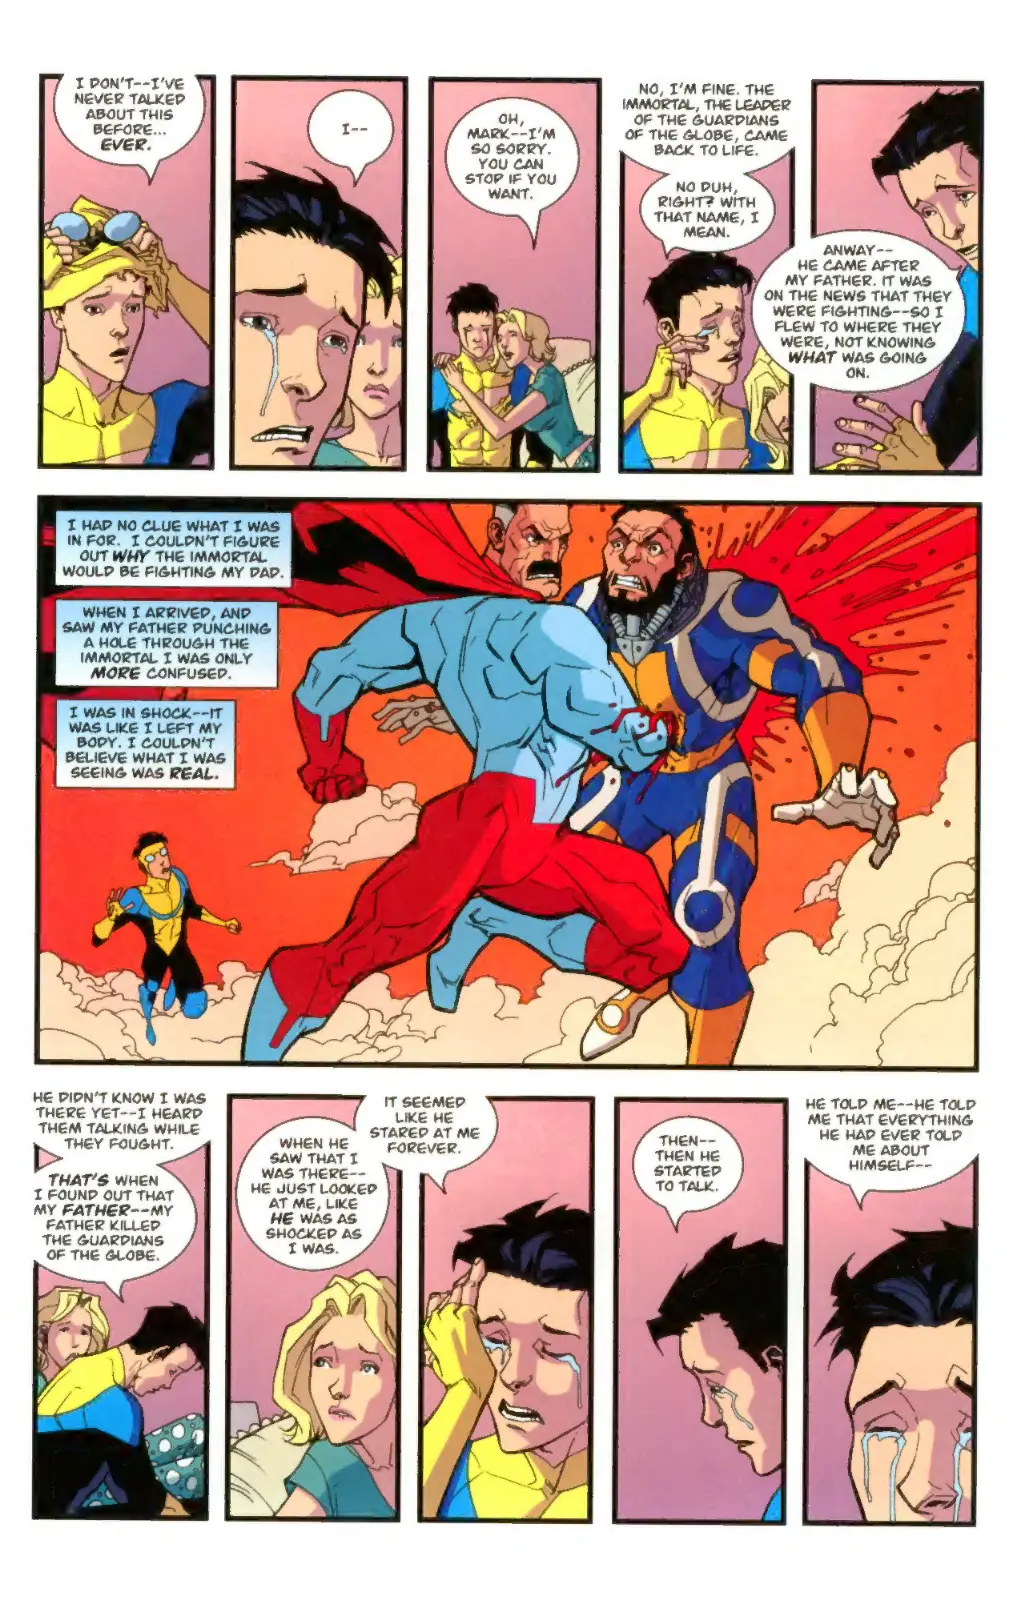 I DON'T--I'VE
NEVER TALKED
ABOUT THIS
BEFORE...
EVER.
I--
OH,
MARK--I'M
SO SORRY.
YOU CAN
STOP IF YOU
WANT.
NO, I'M FINE. THE
IMMORTAL, THE LEADER
OF THE GUARDIANS
OF THE GLOBE, CAME
BACK TO LIFE.
NO DUH,
RIGHT? WITH
THAT NAME, I
MEAN.
ANWAY--
HE CAME AFTER
MY FATHER. IT WAS
ON THE NEWS THAT THEY
WERE FIGHTING--SO I
FLEW TO WHERE THEY
WERE, NOT KNOWING
WHAT WAS GOING
ON.
I HAD NO CLUE WHAT I WAS
IN FOR. I COULDN'T FIGURE
OUT WHY THE IMMORTAL
WOULD BE FIGHTING MY DAD.
WHEN I ARRIVED, AND
SAW MY FATHER PUNCHING
A HOLE THROUGH THE
IMMORTAL I WAS ONLY
MORE CONFUSED.
I WAS IN SHOCK--IT
WAS LIKE I LEFT MY
BODY. I COULDN'T
BELIEVE WHAT I WAS
SEEING WAS REAL.
HE DIDN'T KNOW I WAS
THERE YET--I HEARD
THEM TALKING WHILE
THEY FOUGHT.
THAT'S WHEN
I FOUND OUT THAT
MY FATHER--MY
FATHER KILLED
THE GUARDIANS
OF THE GLOBE.
WHEN HE
SAW THAT I
WAS THERE--
HE JUST LOOKED
AT ME, LIKE
HE WAS AS
SHOCKED AS
I WAS.
IT SEEMED
LIKE HE
STARED AT ME
FOREVER.
THEN--
THEN HE
STARTED
TO TALK.
HE TOLD ME--HE TOLD
ME THAT EVERYTHING
HE HAD EVER TOLD
ME ABOUT
HIMSELF--